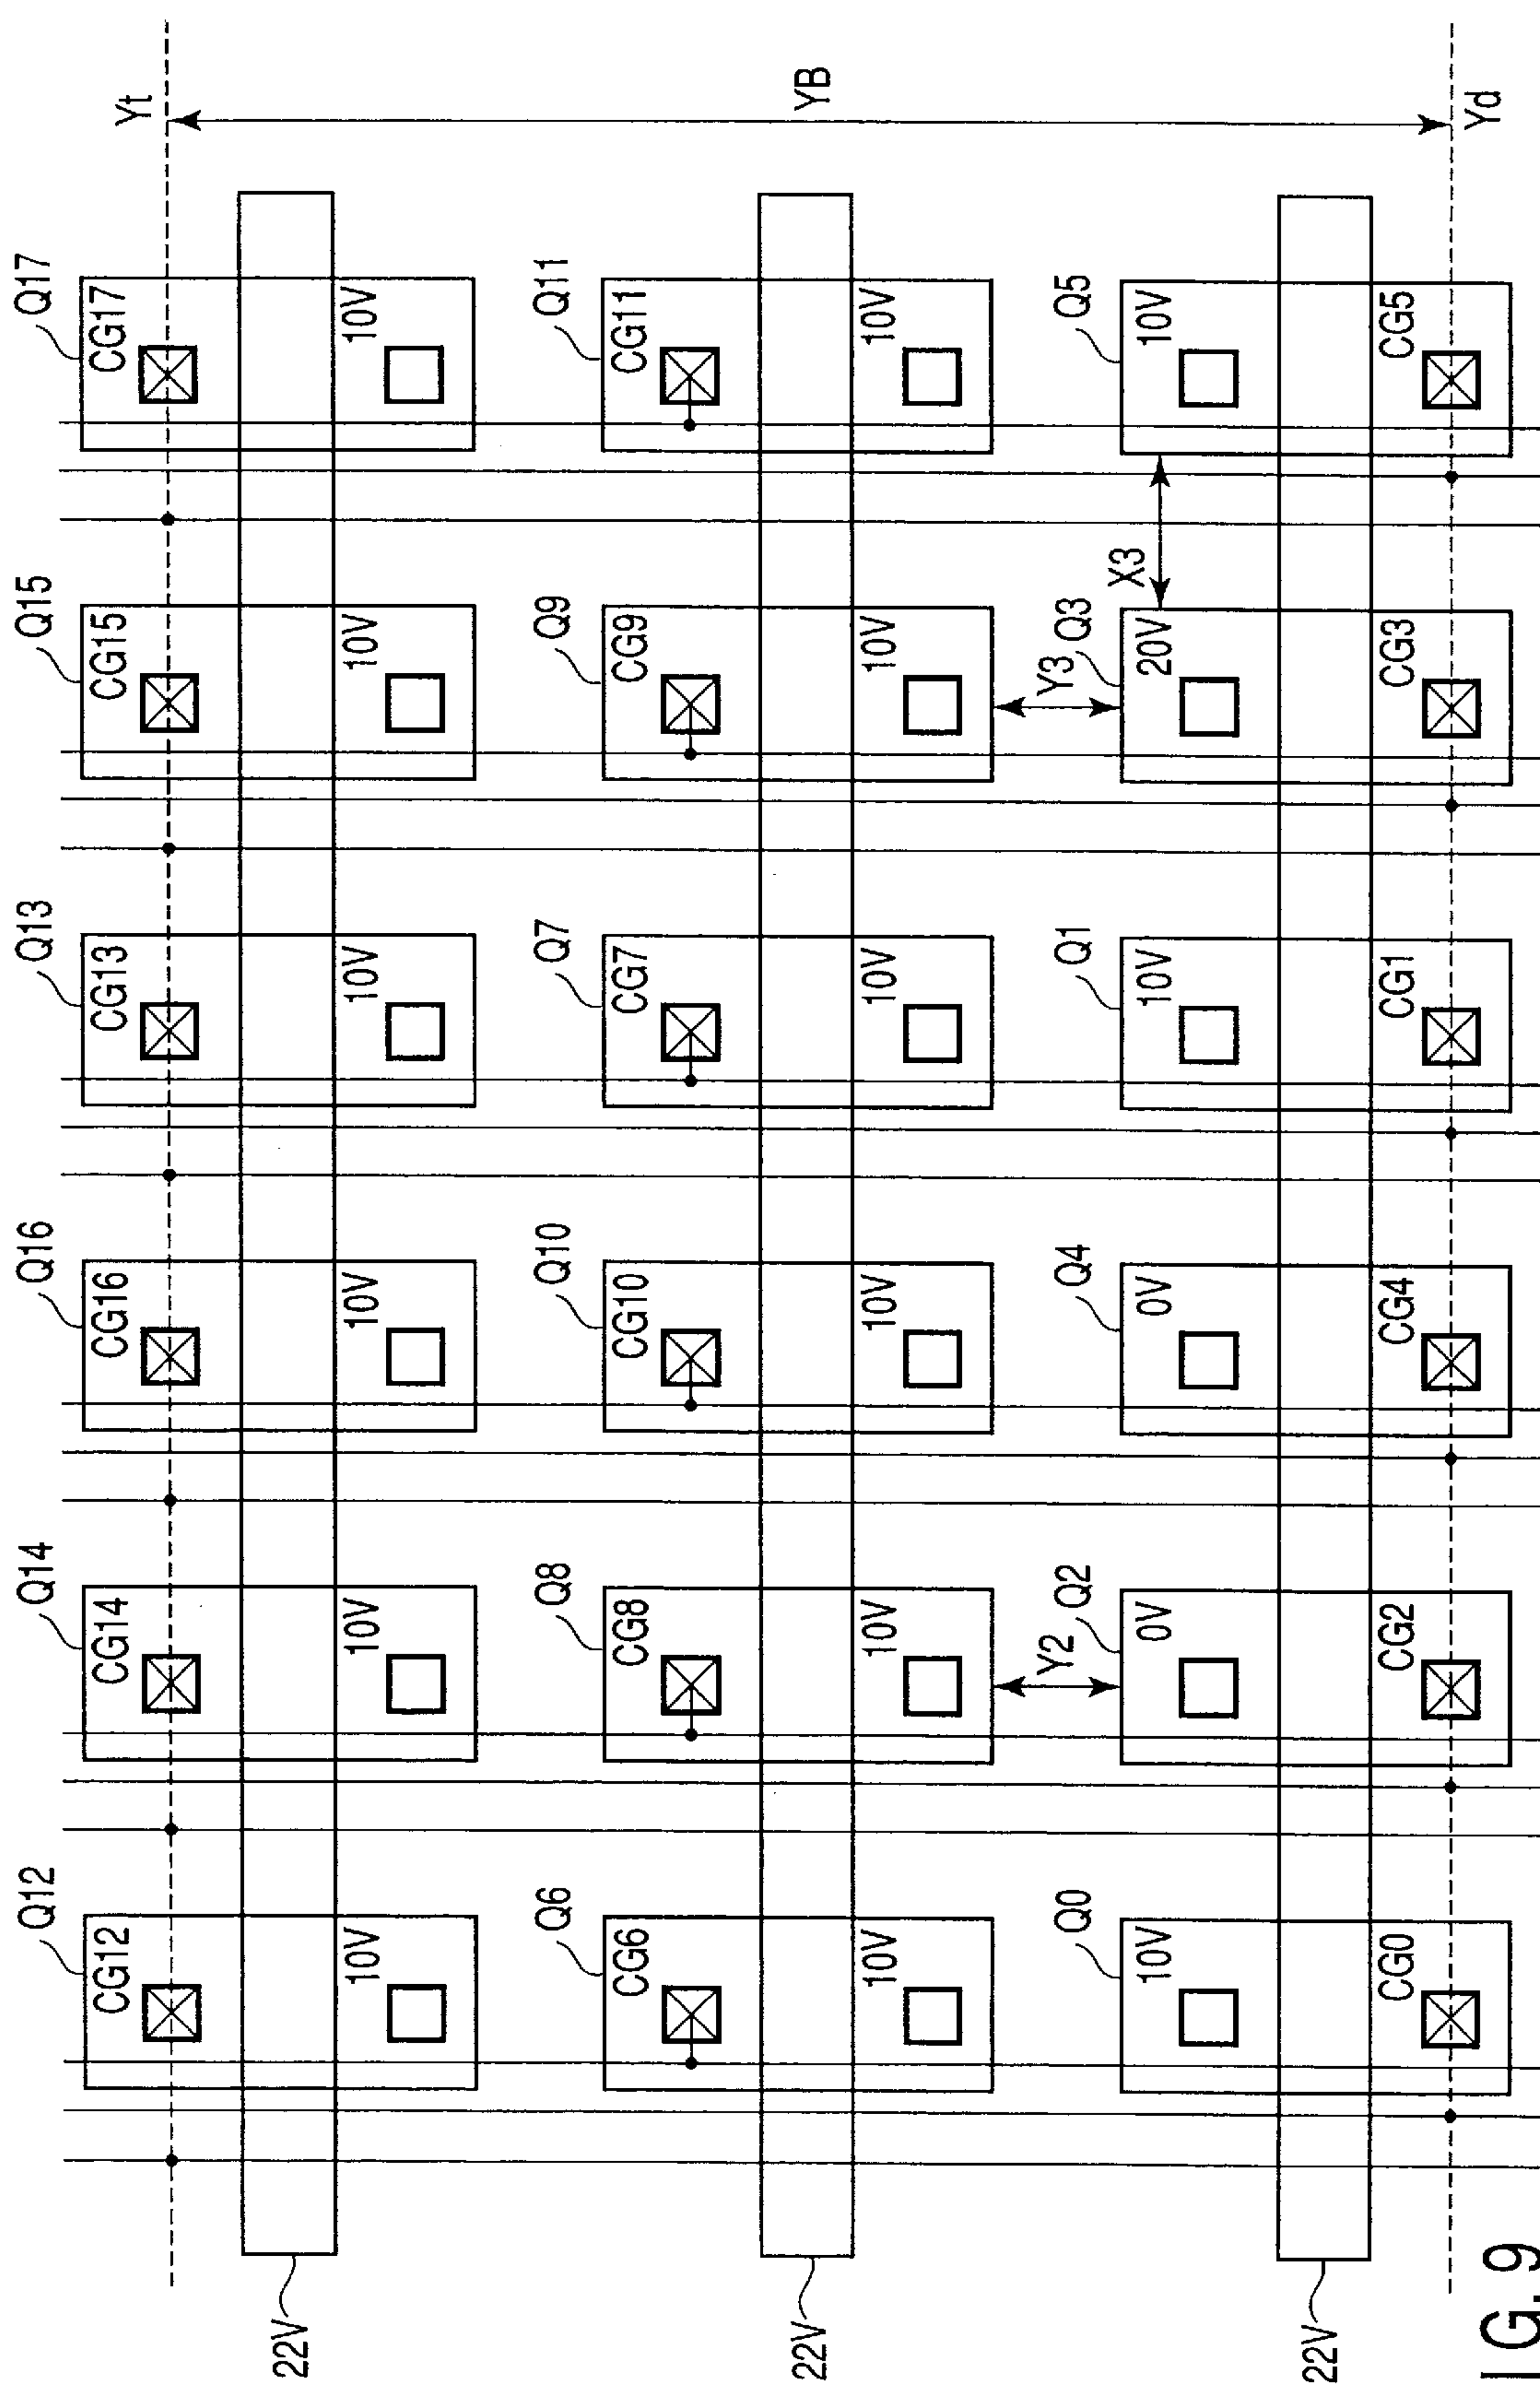 Q12 Q14 Q16 Q13 Q15 Q17
CG12 CG14 CG16 CG13 CG15 CG17 Yt
22V
10V 10V 10V 10V 10V 10V
Q6 Q8 Q10 Q7 Q9 Q11
CG6 CG8 CG10 CG7 CG9 CG11
22V YB
10V 10V 10V 10V 10V 10V
Y2 Y3
Q0 Q2 Q4 Q1 Q3 X3 Q5
10V 0V 0V 10V 20V 10V
22V
CG0 CG2 CG4 CG1 CG3 CG5
Yd
IG. 9